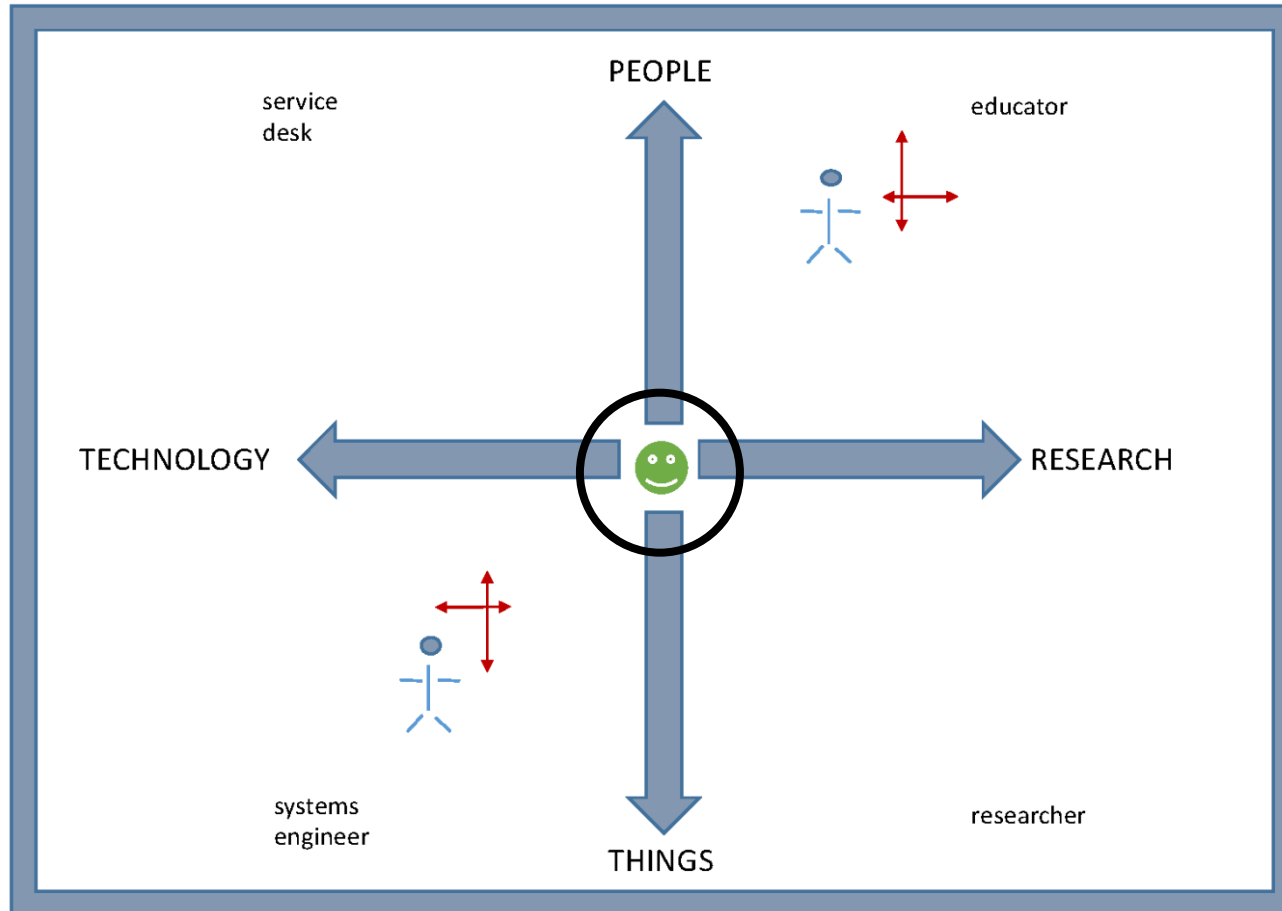 PEOPLE
service
desk
educator
TECHNOLOGY
RESEARCH
systems
engineer
researcher
THINGS